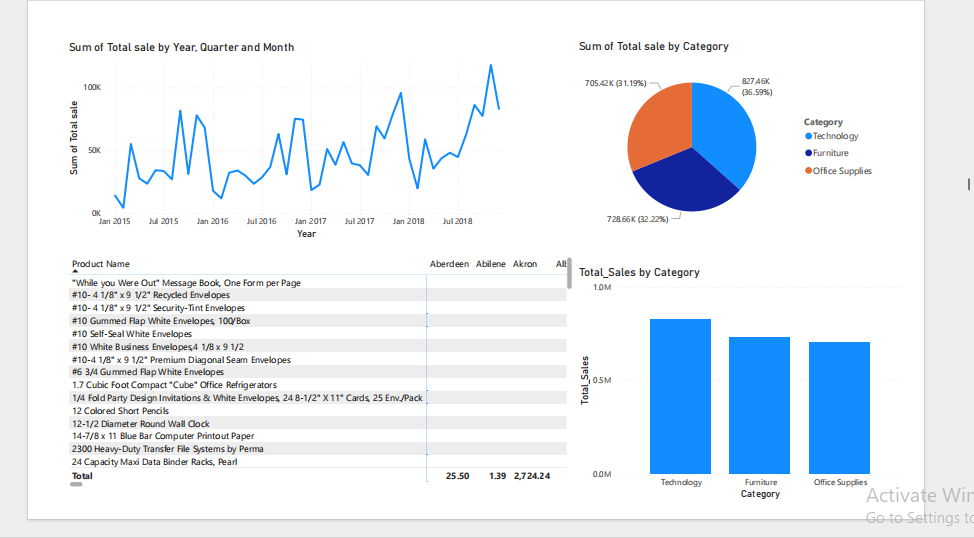 Sum of Total sale by Year, Quarter and Month
Sum of Total sale
100K
50K
0K
Jan 2015 Jul 2015 Jan 2016 Jul 2016 Jan 2017 Jul 2017 Jan 2018 Jul 2018
Year
Sum of Total sale by Category
705.42K (31.19%)
827.46K
(36.59%)
728.66K (32.22%)
Category
Technology
Furniture
Office Supplies
Product Name Aberdeen Abilene Akron Alb
"While you Were Out" Message Book, One Form per Page
#10- 4 1/8" x 9 1/2" Recycled Envelopes
#10- 4 1/8" x 9 1/2" Security-Tint Envelopes
#10 Gummed Flap White Envelopes, 100/Box
#10 Self-Seal White Envelopes
#10 White Business Envelopes,4 1/8 x 9 1/2
#10-4 1/8" x 9 1/2" Premium Diagonal Seam Envelopes
#6 3/4 Gummed Flap White Envelopes
1.7 Cubic Foot Compact "Cube" Office Refrigerators
1/4 Fold Party Design Invitations & White Envelopes, 24 8-1/2" X 11" Cards, 25 Env./Pack
12 Colored Short Pencils
12-1/2 Diameter Round Wall Clock
14-7/8 x 11 Blue Bar Computer Printout Paper
2300 Heavy-Duty Transfer File Systems by Perma
24 Capacity Maxi Data Binder Racks, Pearl
Total 25.50 1.39 2,724.24
Total_Sales by Category
Total_Sales
1.0M
0.5M
0.0M
Technology Furniture Office Supplies
Category
Activate Win
Go to Settings to